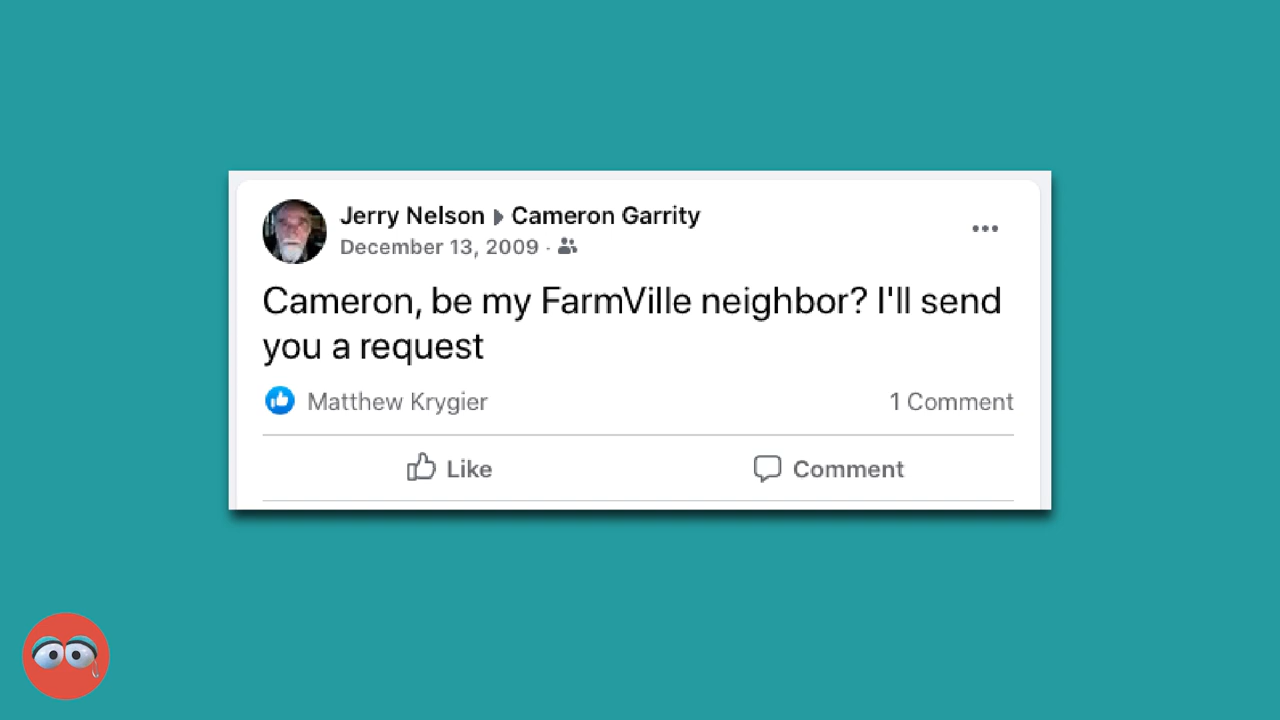 Jerry Nelson Cameron Garrity
December 13, 2009 ·
Cameron, be my FarmVille neighbor? I'll send
you a request
Matthew Krygier 1 Comment
Like Comment